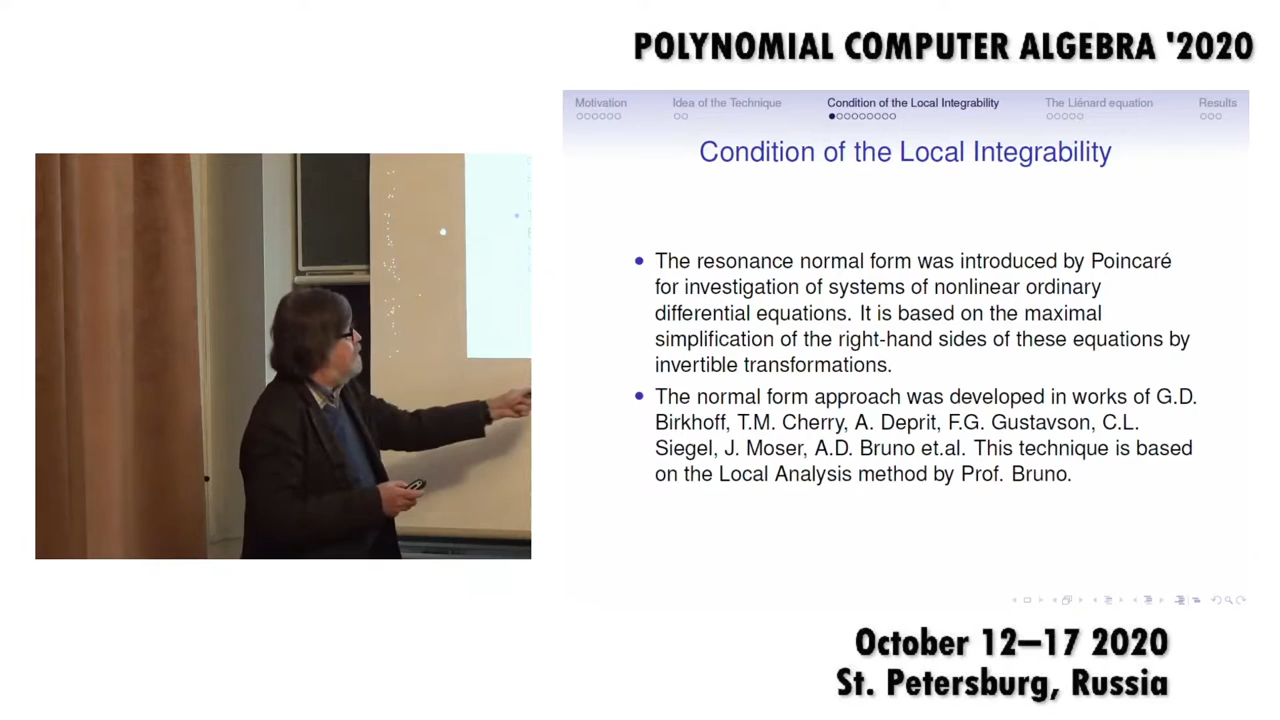 POLYNOMIAL COMPUTER ALGEBRA '2020
Motivation Idea of the Technique Condition of the Local Integrability The Liénard equation Results
Condition of the Local Integrability
• The resonance normal form was introduced by Poincaré
for investigation of systems of nonlinear ordinary
differential equations. It is based on the maximal
simplification of the right-hand sides of these equations by
invertible transformations.
• The normal form approach was developed in works of G.D.
Birkhoff, T.M. Cherry, A. Deprit, F.G. Gustavson, C.L.
Siegel, J. Moser, A.D. Bruno et.al. This technique is based
on the Local Analysis method by Prof. Bruno.
October 12—17 2020
St. Petersburg, Russia